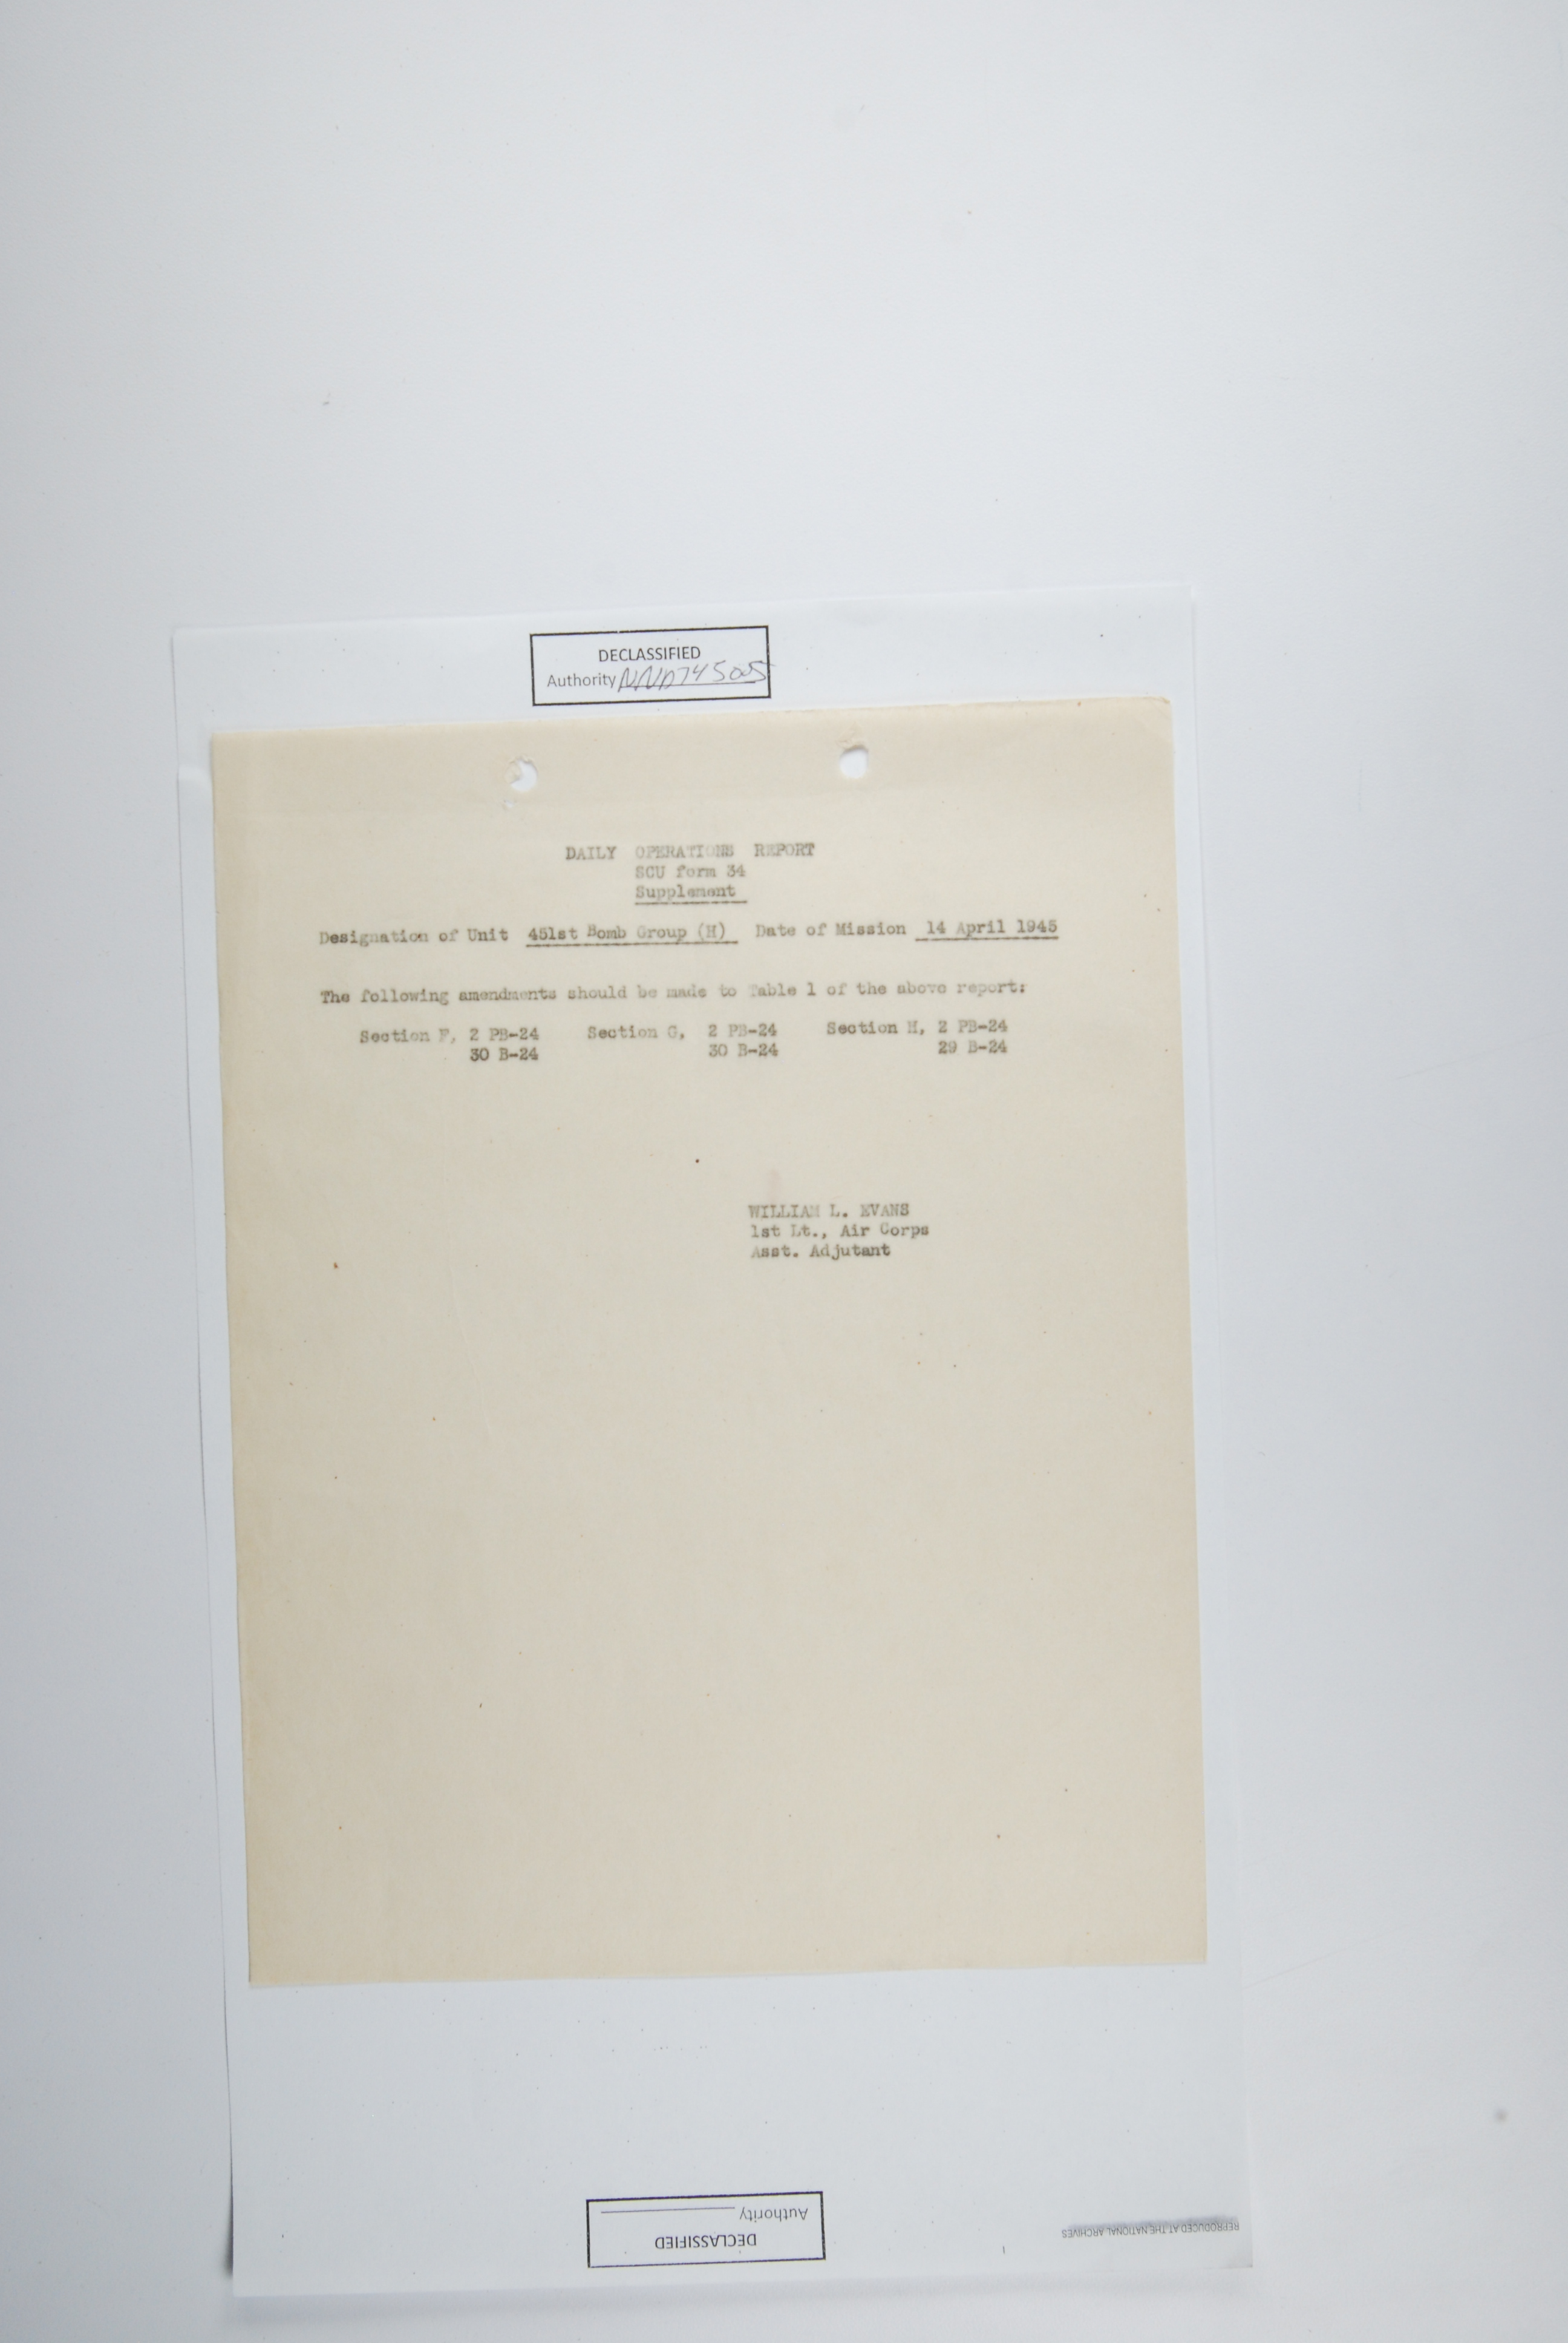 DECLASSIFIED
Authority NND745005
DAILY OPERATIONS REPORT
SCU form 34
Supplement
Designation of Unit 451st Bomb Group (H) Date of Mission 14 April 1945
The following amendments should be made to Table 1 of the above report:
Section F, 2 PB-24 Section G, 2 PB-24 Section H, 2 PB-24
30 B-24 30 B-24 29 B-24
WILLIAM L. EVANS
1st Lt., Air Corps
Asst. Adjutant
REPRODUCED AT THE NATIONAL ARCHIVES
DECLASSIFIED
Authority